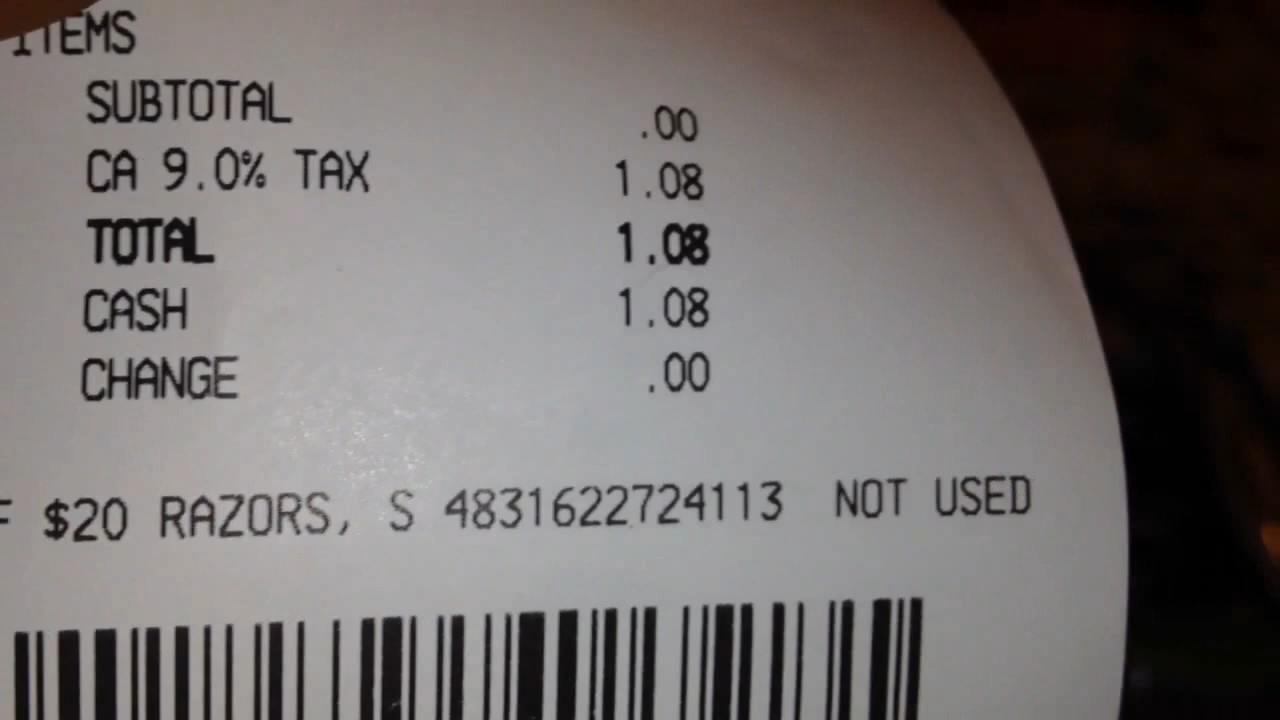 ITEMS
SUBTOTAL .00
CA 9.0% TAX 1.08
TOTAL 1.08
CASH 1.08
CHANGE .00
F $20 RAZORS, S 4831622724113 NOT USED